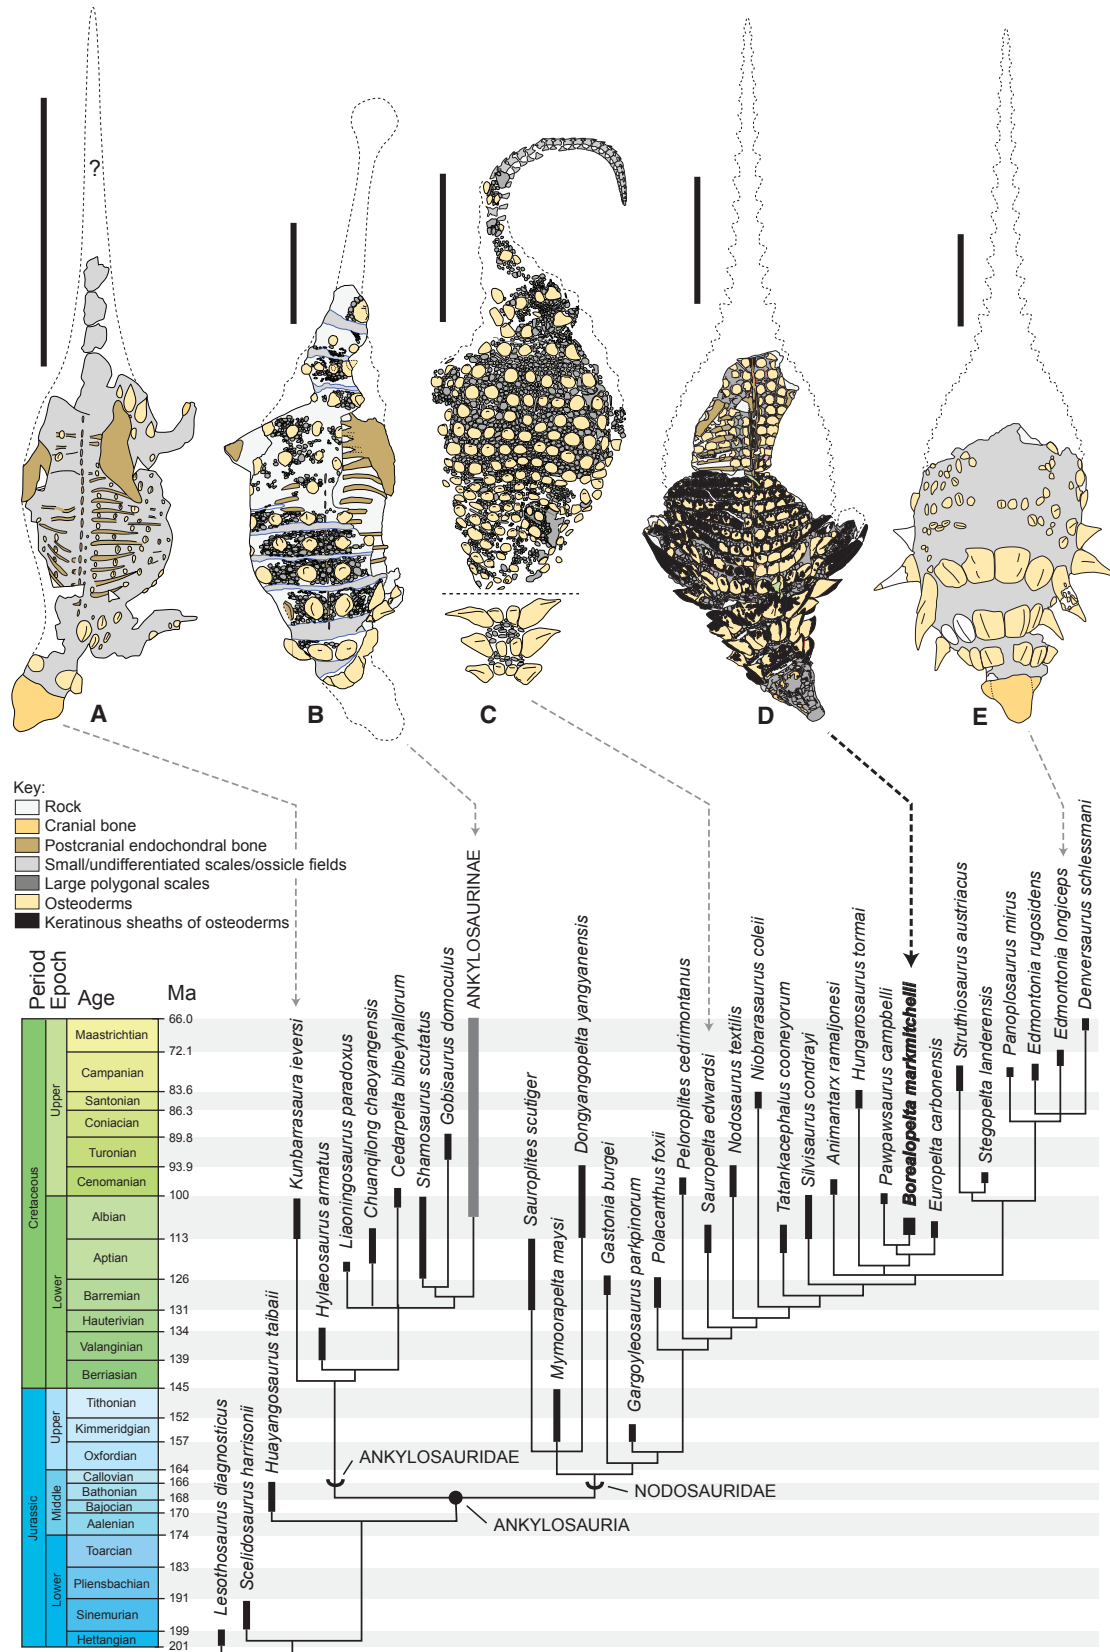 ?
A
B
C
D
E
Key:
Rock
Cranial bone
Postcranial endochondral bone
Small/undifferentiated scales/ossicle fields
Large polygonal scales
Osteoderms
Keratinous sheaths of osteoderms
Period
Epoch
Age
Ma
Cretaceous
Upper
Lower
Jurassic
Upper
Middle
Lower
Maastrichtian
Campanian
Santonian
Coniacian
Turonian
Cenomanian
Albian
Aptian
Barremian
Hauterivian
Valanginian
Berriasian
Tithonian
Kimmeridgian
Oxfordian
Callovian
Bathonian
Bajocian
Aalenian
Toarcian
Pliensbachian
Sinemurian
Hettangian
66.0
72.1
83.6
86.3
89.8
93.9
100
113
126
131
134
139
145
152
157
164
166
168
170
174
183
191
199
201
Lesothosaurus diagnosticus
Scelidosaurus harrisonii
Huayangosaurus taibaii
Kunbarrasaura ieversi
Hylaeosaurus armatus
Liaoningosaurus paradoxus
Chuanqilong chaoyangensis
Cedarpelta bilbeyhallorum
Shamosaurus scutatus
Gobisaurus domoculus
ANKYLOSAURINAE
Sauroplites scutiger
Mymoorapelta maysi
Dongyangopelta yangyanensis
Gastonia burgei
Gargoyleosaurus parkpinorum
Polacanthus foxii
Peloroplites cedrimontanus
Sauropelta edwardsi
Nodosaurus textilis
Niobrarasaurus coleii
Tatankacephalus cooneyorum
Silvisaurus condrayi
Animantarx ramaljonesi
Hungarosaurus tormai
Pawpawsaurus campbelli
Borealopelta markmitchelli
Europelta carbonensis
Struthiosaurus austriacus
Stegopelta landerensis
Panoplosaurus mirus
Edmontonia rugosidens
Edmontonia longiceps
Denversaurus schlessmani
ANKYLOSAURIDAE
NODOSAURIDAE
ANKYLOSAURIA